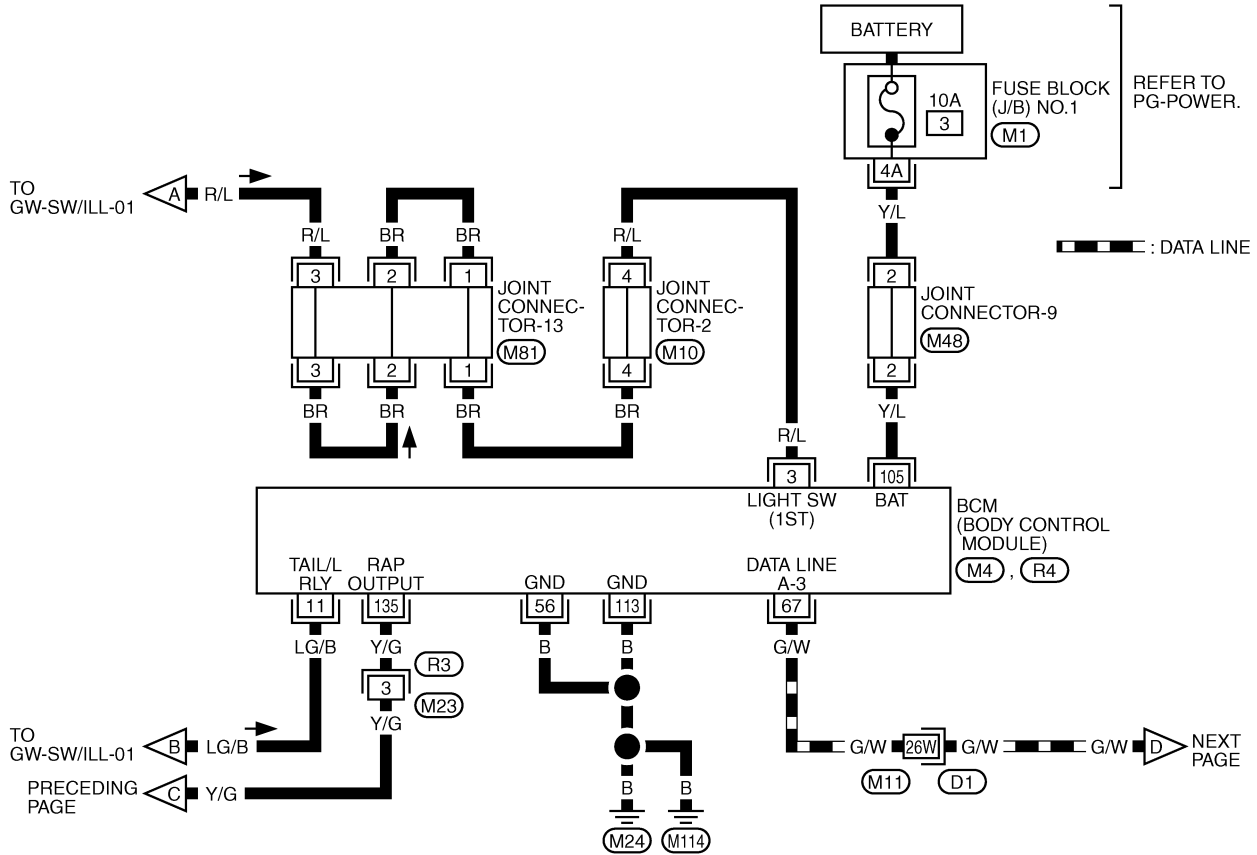 BATTERY
10A
3
4A
FUSE BLOCK
(J/B) NO.1
M1
REFER TO
PG-POWER.
TO
GW-SW/ILL-01
A
R/L
R/L
BR
BR
R/L
Y/L
: DATA LINE
3
2
1
JOINT
CONNEC-
TOR-13
M81
3
2
1
4
JOINT
CONNEC-
TOR-2
M10
4
2
JOINT
CONNECTOR-9
M48
2
BR
BR
BR
BR
Y/L
R/L
3
105
LIGHT SW
(1ST)
BAT
BCM
(BODY CONTROL
MODULE)
M4 , R4
TAIL/L
RLY
RAP
OUTPUT
GND
GND
DATA LINE
A-3
11
135
56
113
67
LG/B
Y/G
B
B
G/W
R3
3
M23
Y/G
TO
GW-SW/ILL-01
B
LG/B
PRECEDING
PAGE
C
Y/G
B
B
M24
M114
G/W
26W
G/W
G/W
D
NEXT
PAGE
M11
D1